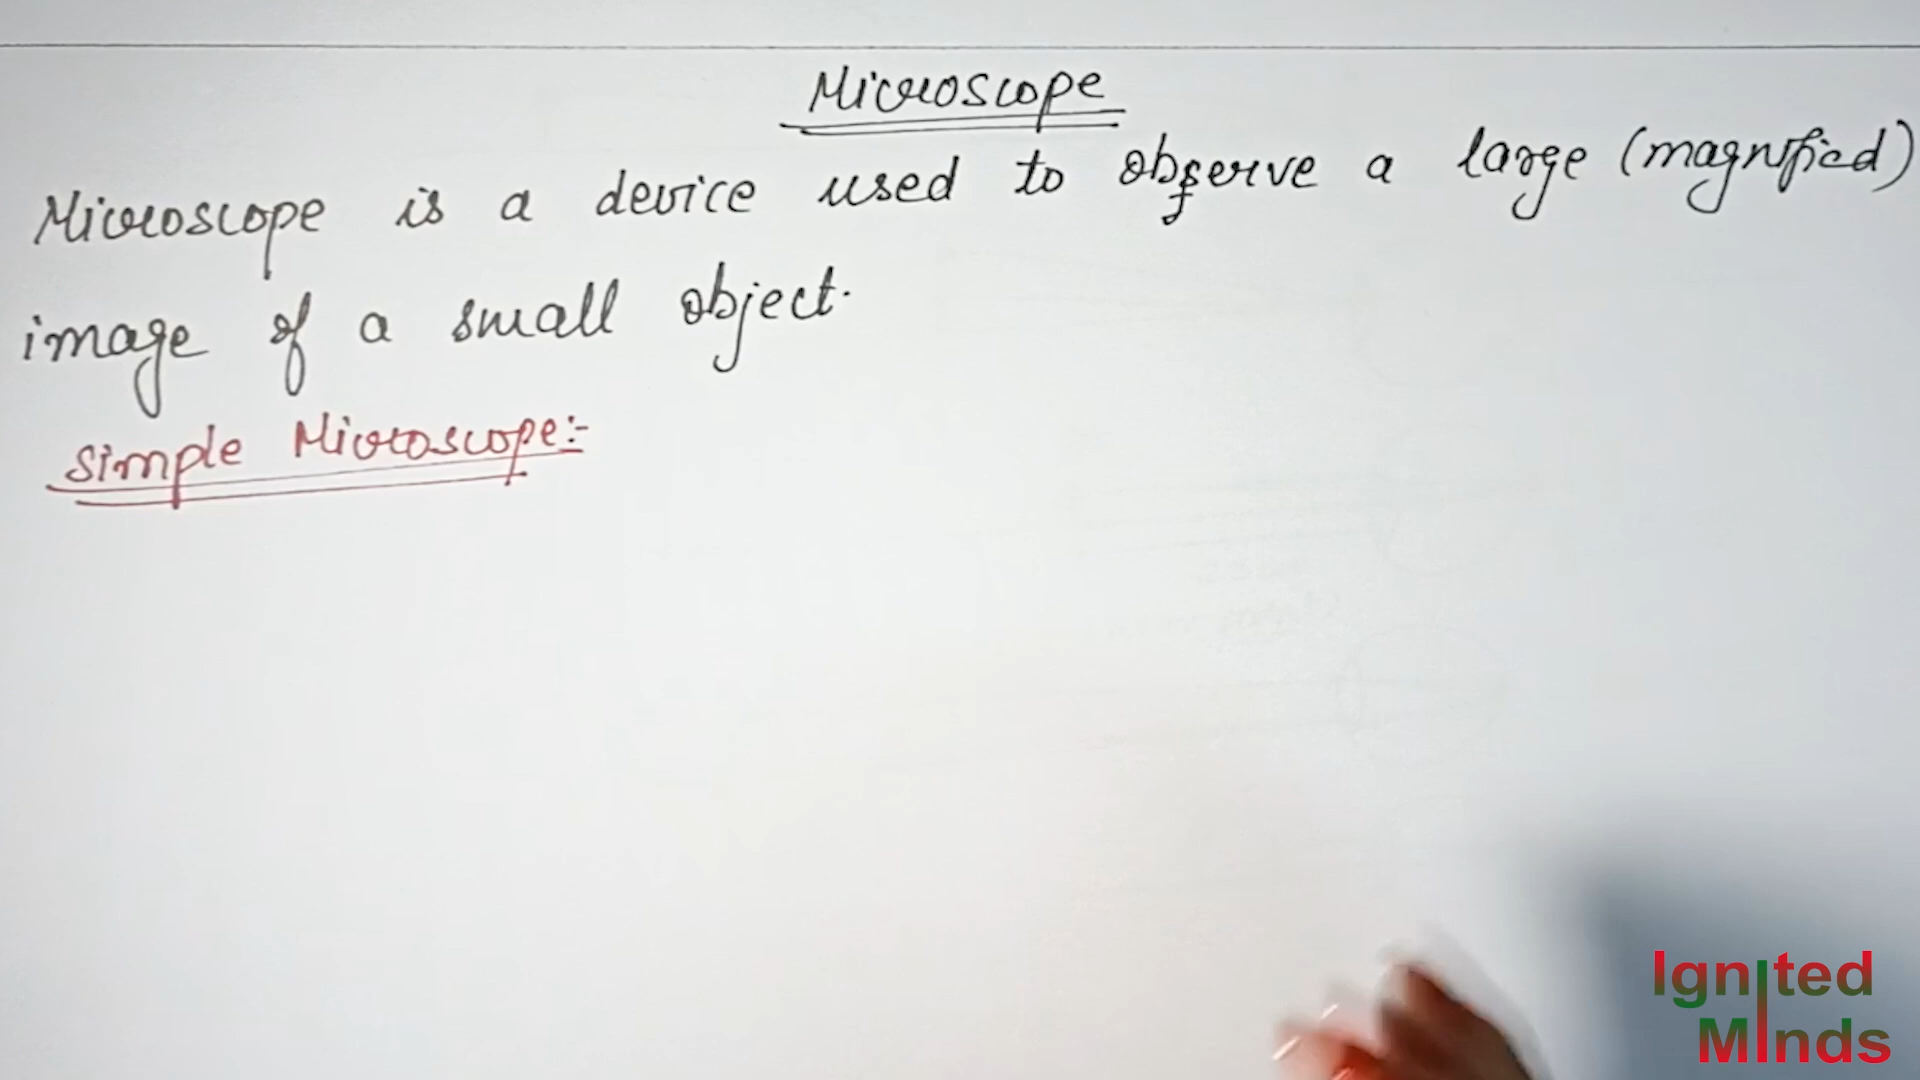 Microscope
Microscope is a device used to observe a large (magnified)
image of a small object.
Simple Microscope:-
Ignited
Minds